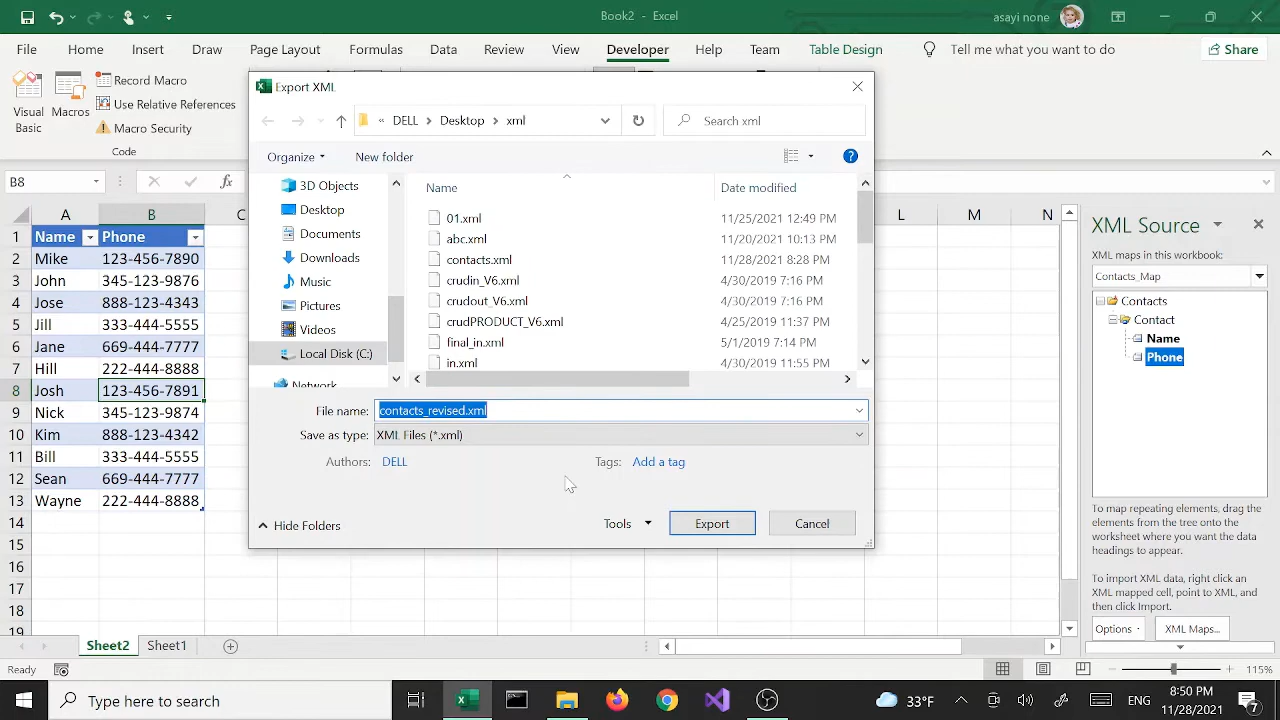 Book2 - Excel
asayi none
File Home Insert Draw Page Layout Formulas Data Review View Developer Help Team Table Design Tell me what you want to do Share
Visual Basic
Macros
Record Macro
Use Relative References
Macro Security
Code
Export XML
« DELL > Desktop > xml
Search xml
Organize
New folder
B8
fx
Name
Date modified
3D Objects
Desktop
Documents
Downloads
Music
Pictures
Videos
Local Disk (C:)
Network
01.xml 11/25/2021 12:49 PM
abc.xml 11/20/2021 10:13 PM
contacts.xml 11/28/2021 8:28 PM
crudin_V6.xml 4/30/2019 7:16 PM
crudout_V6.xml 4/30/2019 7:16 PM
crudPRODUCT_V6.xml 4/25/2019 11:37 PM
final_in.xml 5/1/2019 7:14 PM
in.xml 4/30/2019 11:55 PM
File name: contacts_revised.xml
Save as type: XML Files (*.xml)
Authors: DELL
Tags: Add a tag
Hide Folders
Tools
Export
Cancel
A B C L M N
1 Name Phone
2 Mike 123-456-7890
3 John 345-123-9876
4 Jose 888-123-4343
5 Jill 333-444-5555
6 Jane 669-444-7777
7 Hill 222-444-8888
8 Josh 123-456-7891
9 Nick 345-123-9874
10 Kim 888-123-4342
11 Bill 333-444-5555
12 Sean 669-444-7777
13 Wayne 222-444-8888
14
15
16
17
18
19
XML Source
XML maps in this workbook:
Contacts_Map
Contacts
Contact
Name
Phone
To map repeating elements, drag the
elements from the tree onto the
worksheet where you want the data
headings to appear.
To import XML data, right click an
XML mapped cell, point to XML, and
then click Import.
Options
XML Maps...
Sheet2 Sheet1
Ready
115%
Type here to search
33°F
ENG
8:50 PM
11/28/2021
7